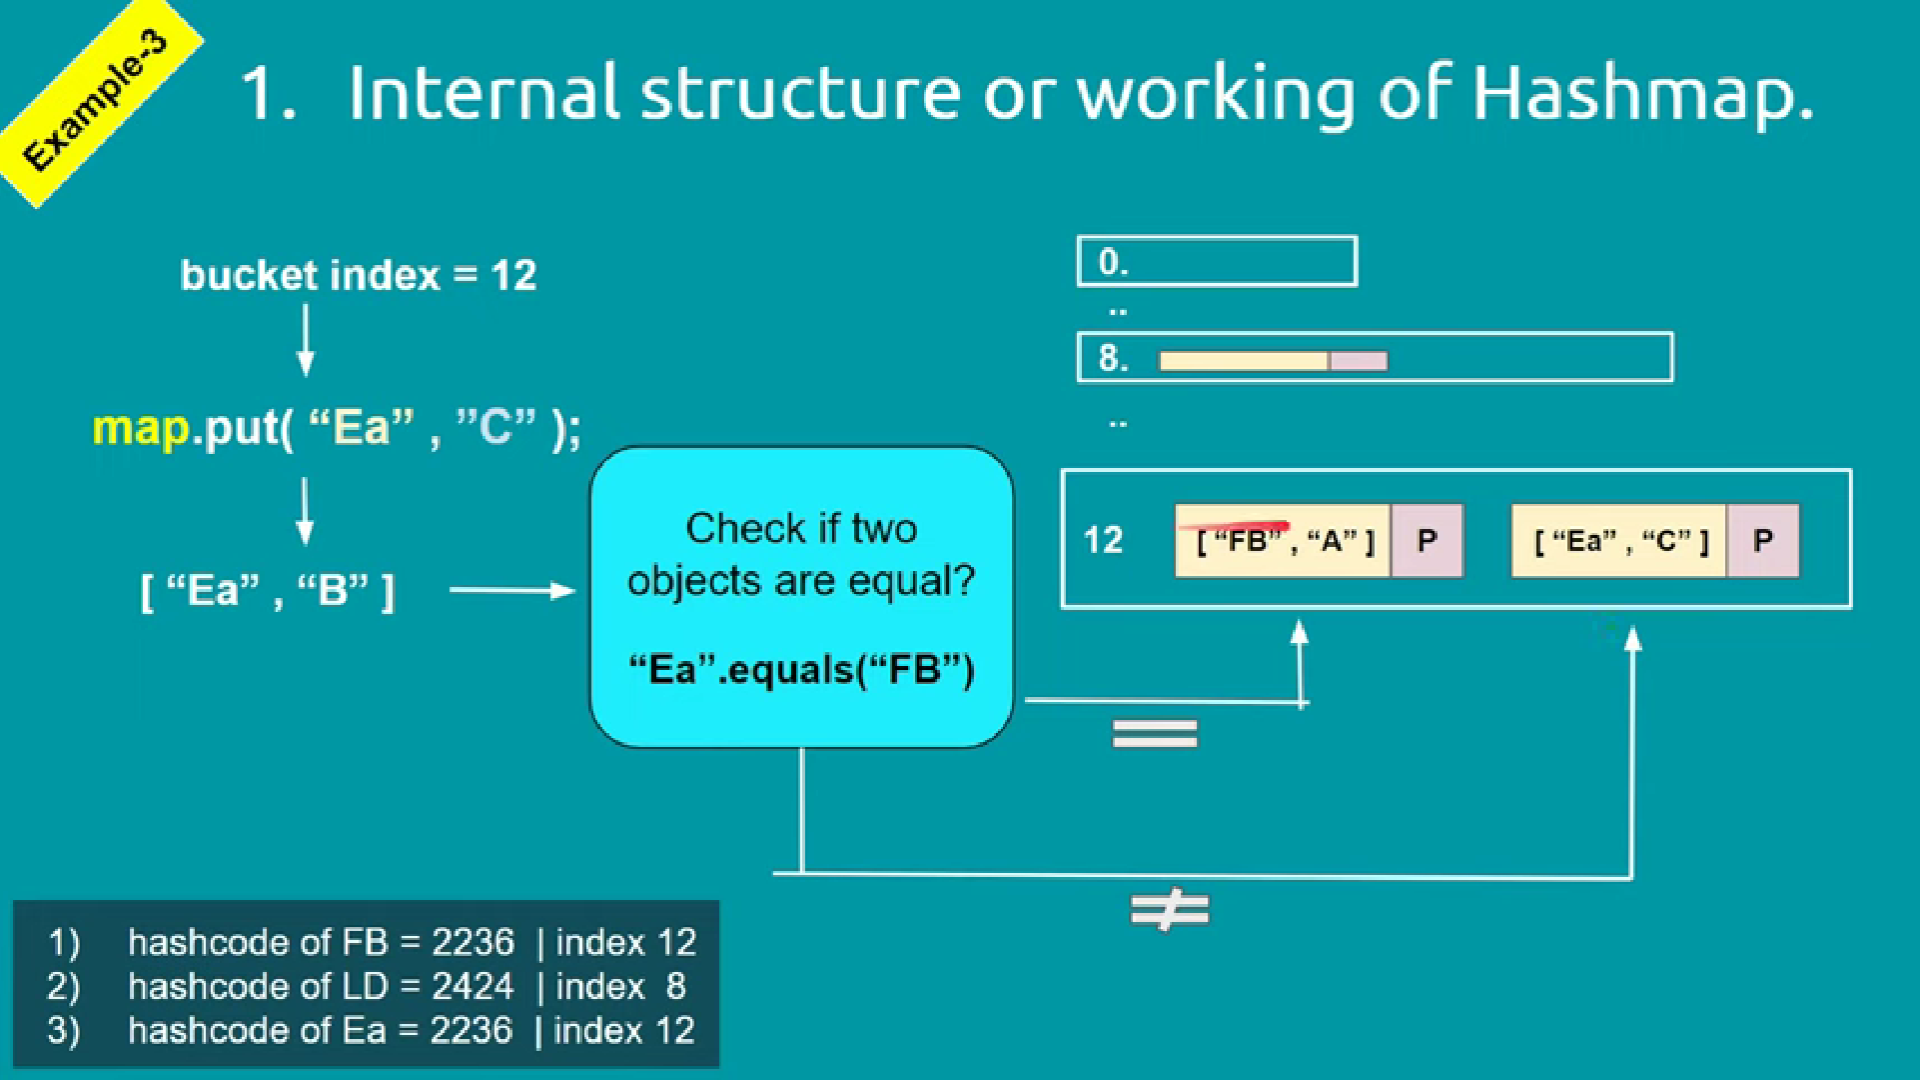 Example-3
1. Internal structure or working of Hashmap.
bucket index = 12
map.put( “Ea” , ”C” );
[ “Ea” , “B” ]
Check if two
objects are equal?
“Ea”.equals(“FB”)
0.
..
8.
..
12 [ “FB” , “A” ] P [ “Ea” , “C” ] P
=
≠
1) hashcode of FB = 2236 | index 12
2) hashcode of LD = 2424 | index 8
3) hashcode of Ea = 2236 | index 12